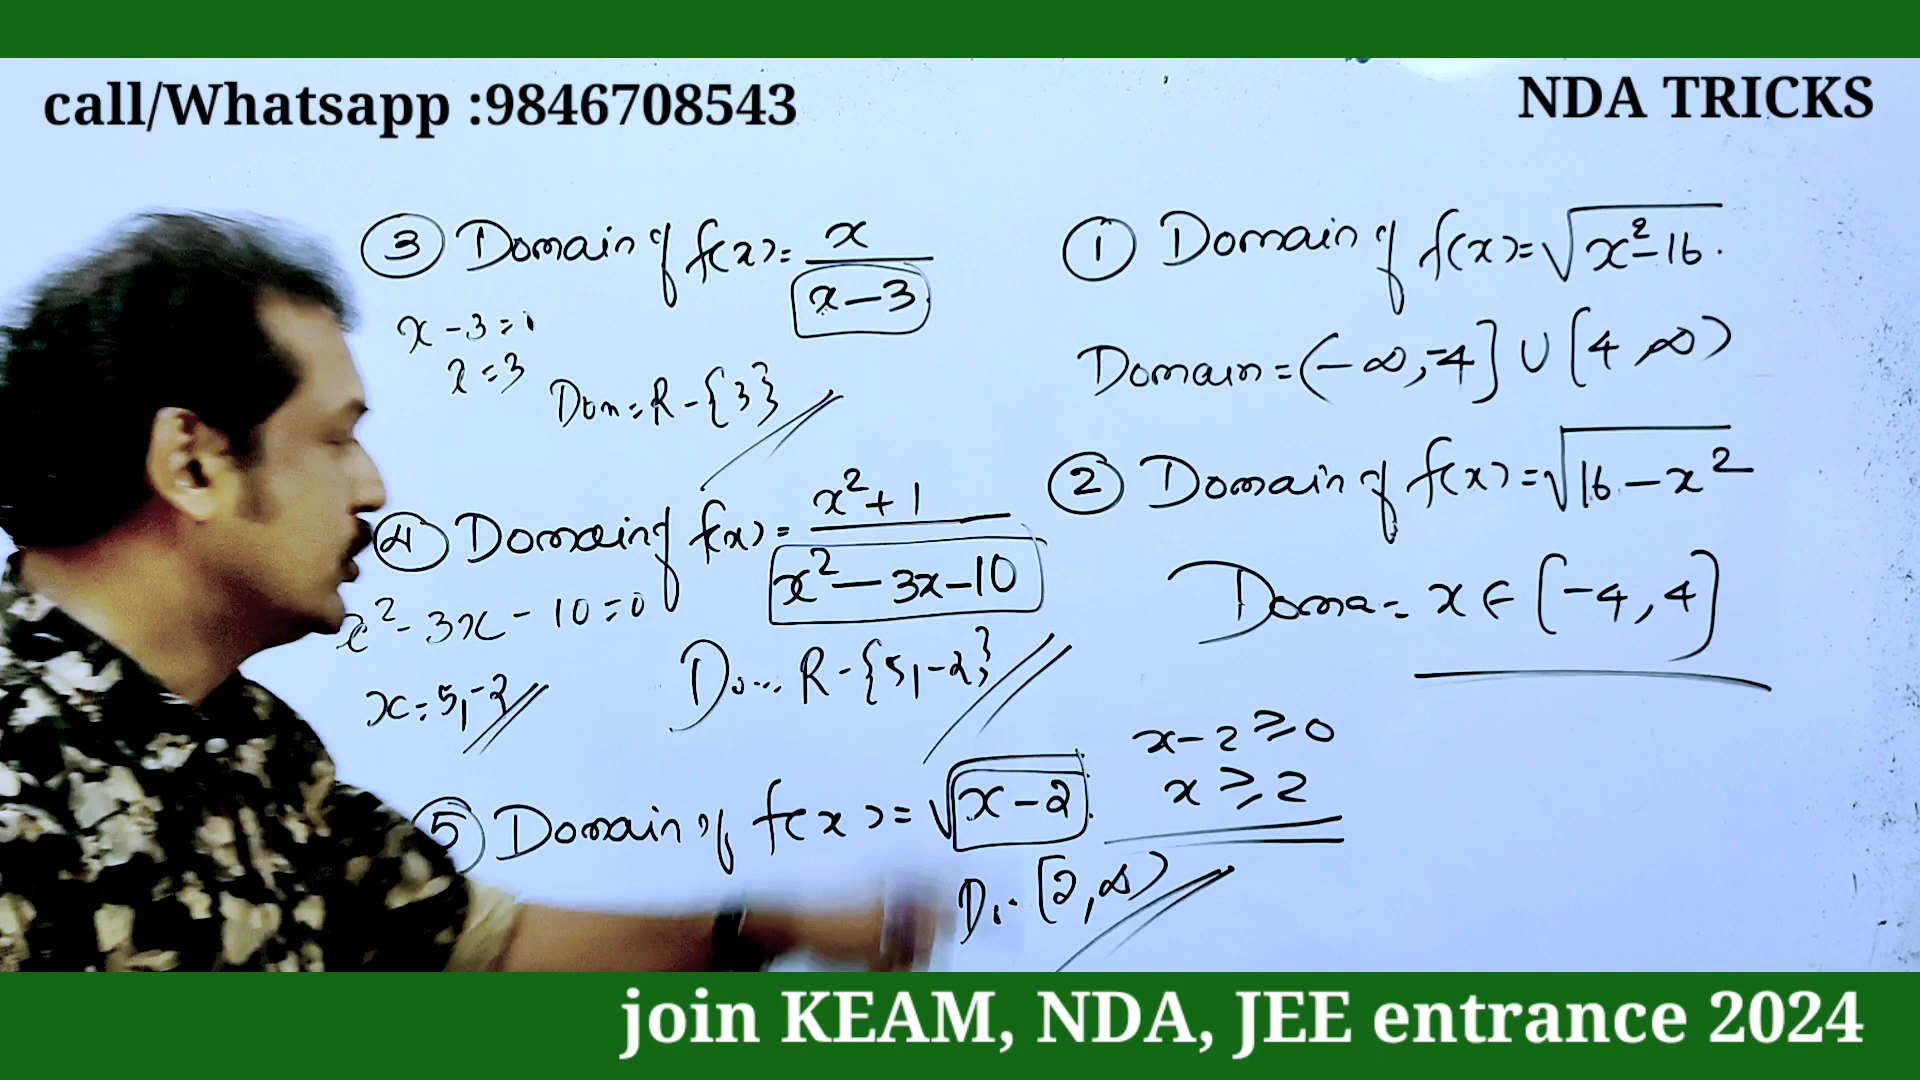 call/Whatsapp :9846708543
NDA TRICKS
③ Domain of f(x)= x/(x-3)
x-3=
x=3
Dom= R-{3}
④ Domain of f(x)= (x²+1)/(x²-3x-10)
x²-3x-10=0
x=5,-2
Do... R-{5,-2}
⑤ Domain of f(x)=√(x-2)
x-2≥0
x≥2
D.. [2,∞)
① Domain of f(x)=√(x²-16).
Domain=(-∞,-4]∪[4 ∞)
② Domain of f(x)=√(16-x²)
Doma= x∈[-4,4]
join KEAM, NDA, JEE entrance 2024